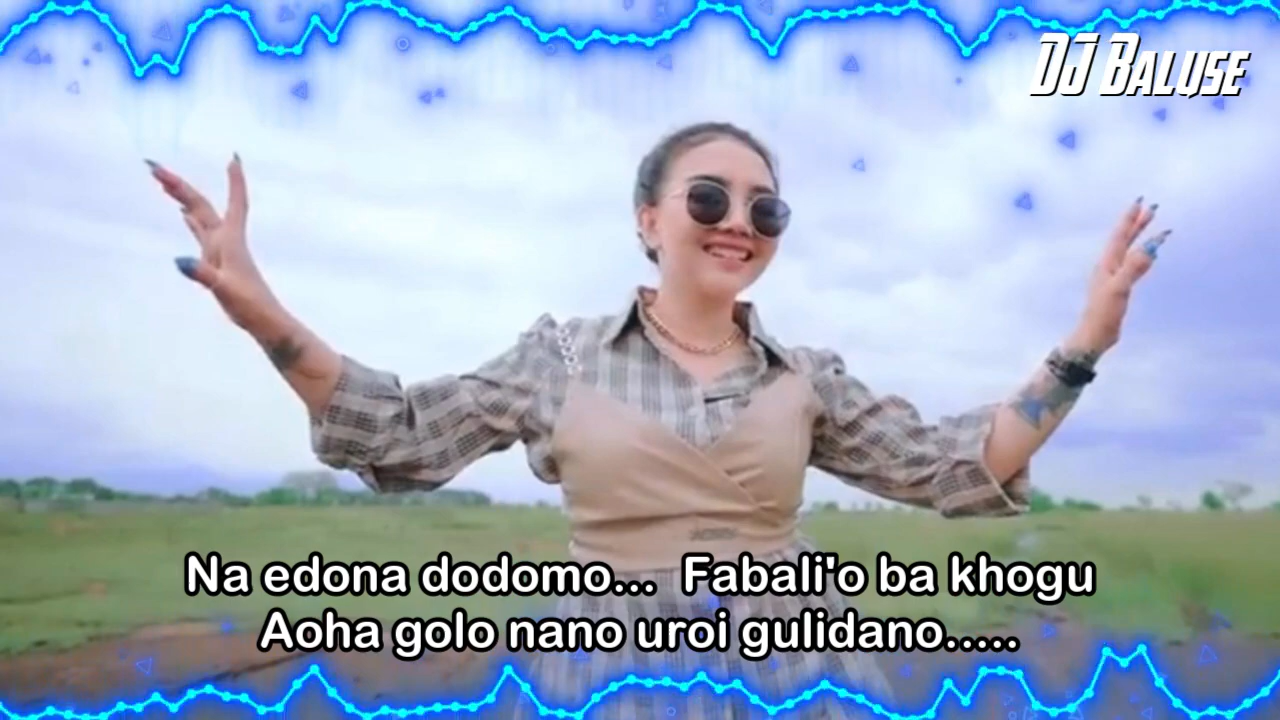 DJ BALUSE
Na edona dodomo... Fabali'o ba khogu
Aoha golo nano uroi gulidano.....